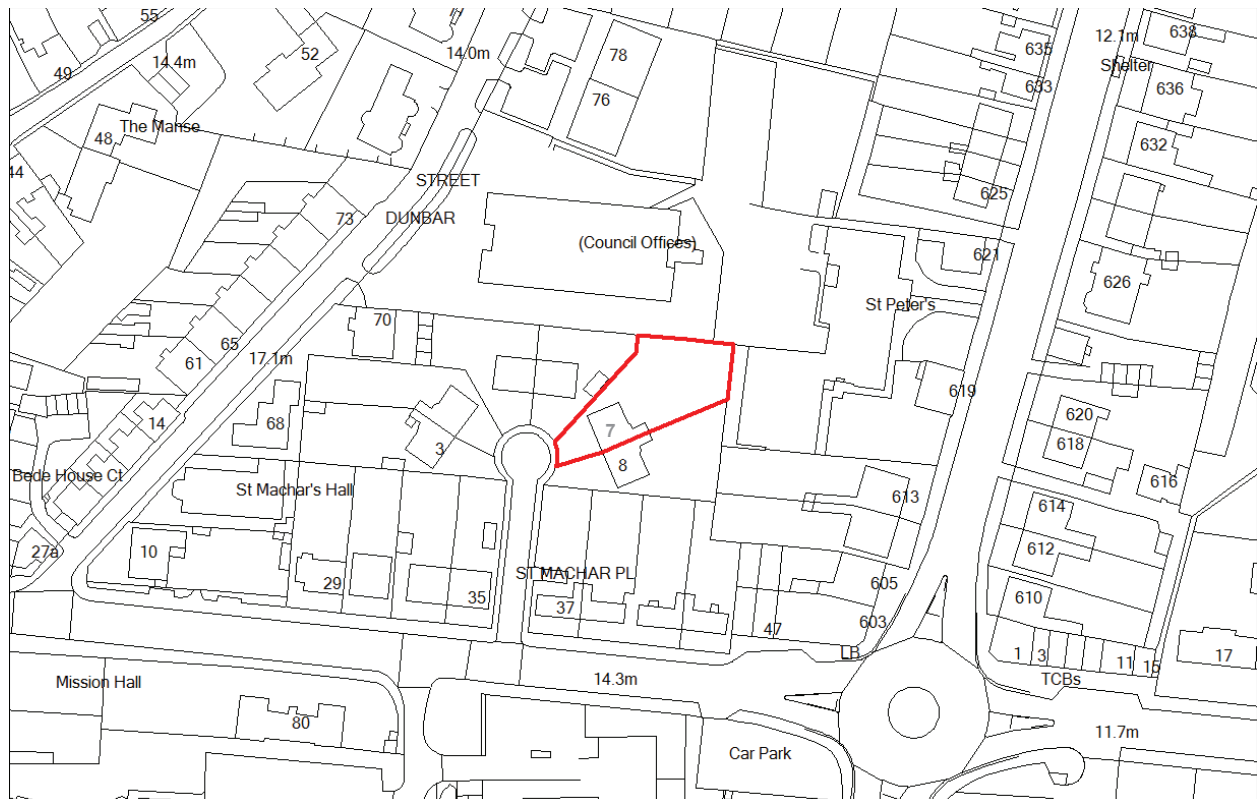 55
52
14.0m
78
635
12.1m
638
14.4m
Shelter
49
633
636
76
The Manse
48
632
44
STREET
625
73
DUNBAR
(Council Offices)
621
626
St Peter's
70
65
17.1m
61
619
620
14
68
7
618
3
8
Bede House Ct
616
St Machar's Hall
613
614
27a
10
612
ST MACHAR PL
29
605
35
610
37
603
47
LB
1
3
11
15
17
TCBs
Mission Hall
14.3m
80
11.7m
Car Park